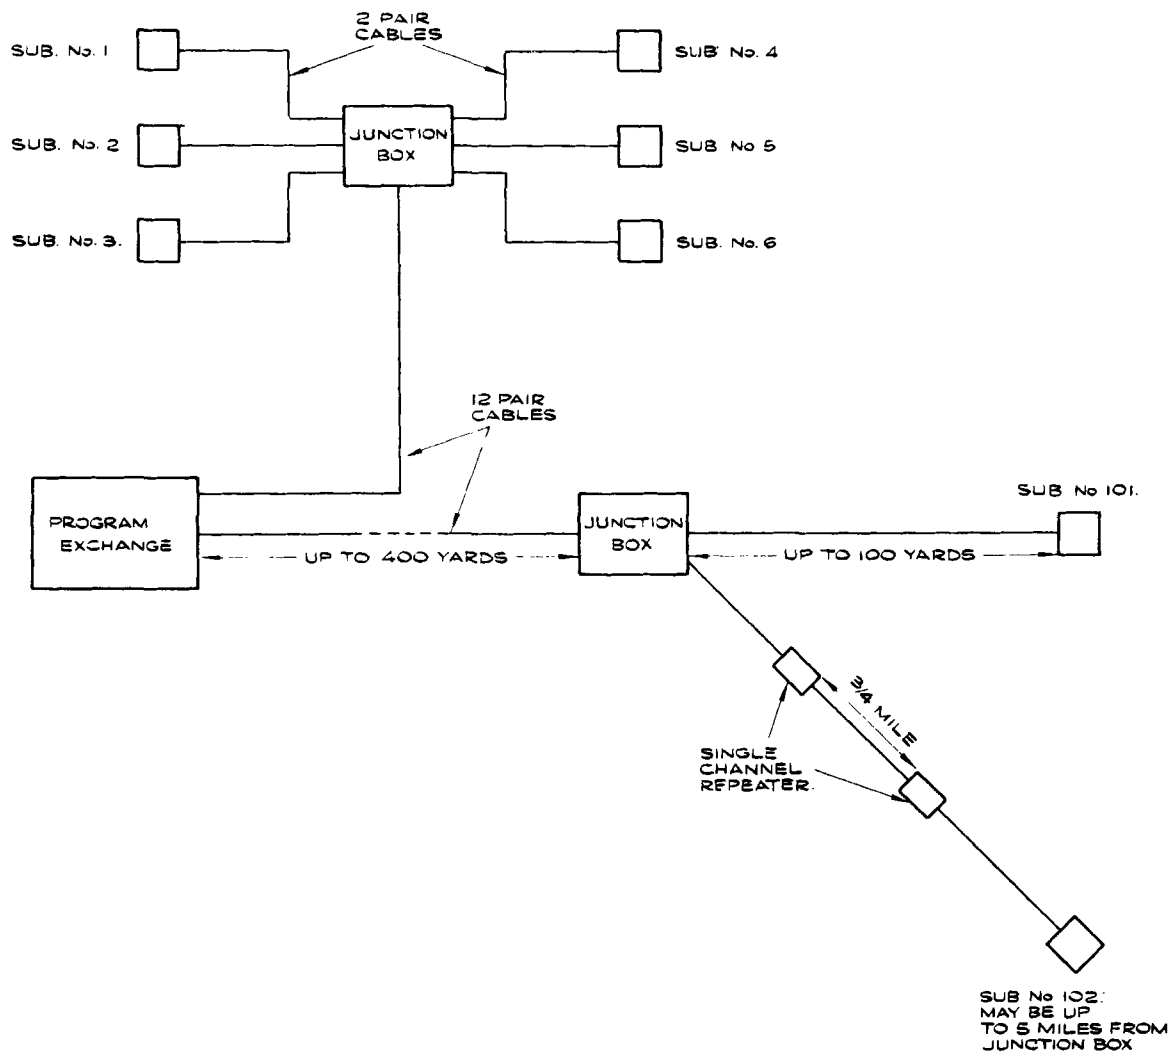 2 PAIR
CABLES
SUB. No. 1
SUB No. 4
JUNCTION
BOX
SUB. No. 2
SUB No 5
SUB. No. 3.
SUB. No. 6
12 PAIR
CABLES
PROGRAM
EXCHANGE
UP TO 400 YARDS
JUNCTION
BOX
SUB No 101.
UP TO 100 YARDS
3/4 MILE
SINGLE
CHANNEL
REPEATER.
SUB No 102.
MAY BE UP
TO 5 MILES FROM
JUNCTION BOX